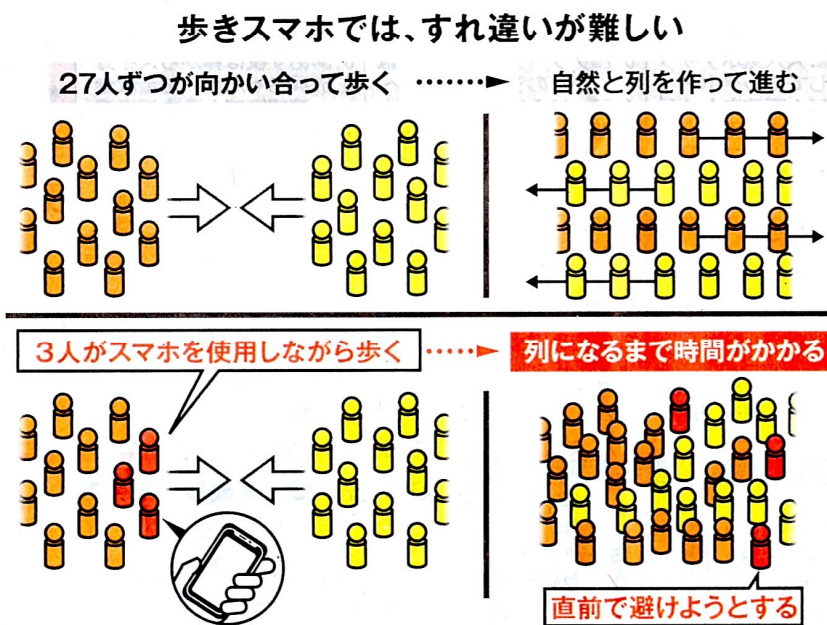 歩きスマホでは、すれ違いが難しい
27人ずつが向かい合って歩く
自然と列を作って進む
3人がスマホを使用しながら歩く
列になるまで時間がかかる
直前で避けようとする